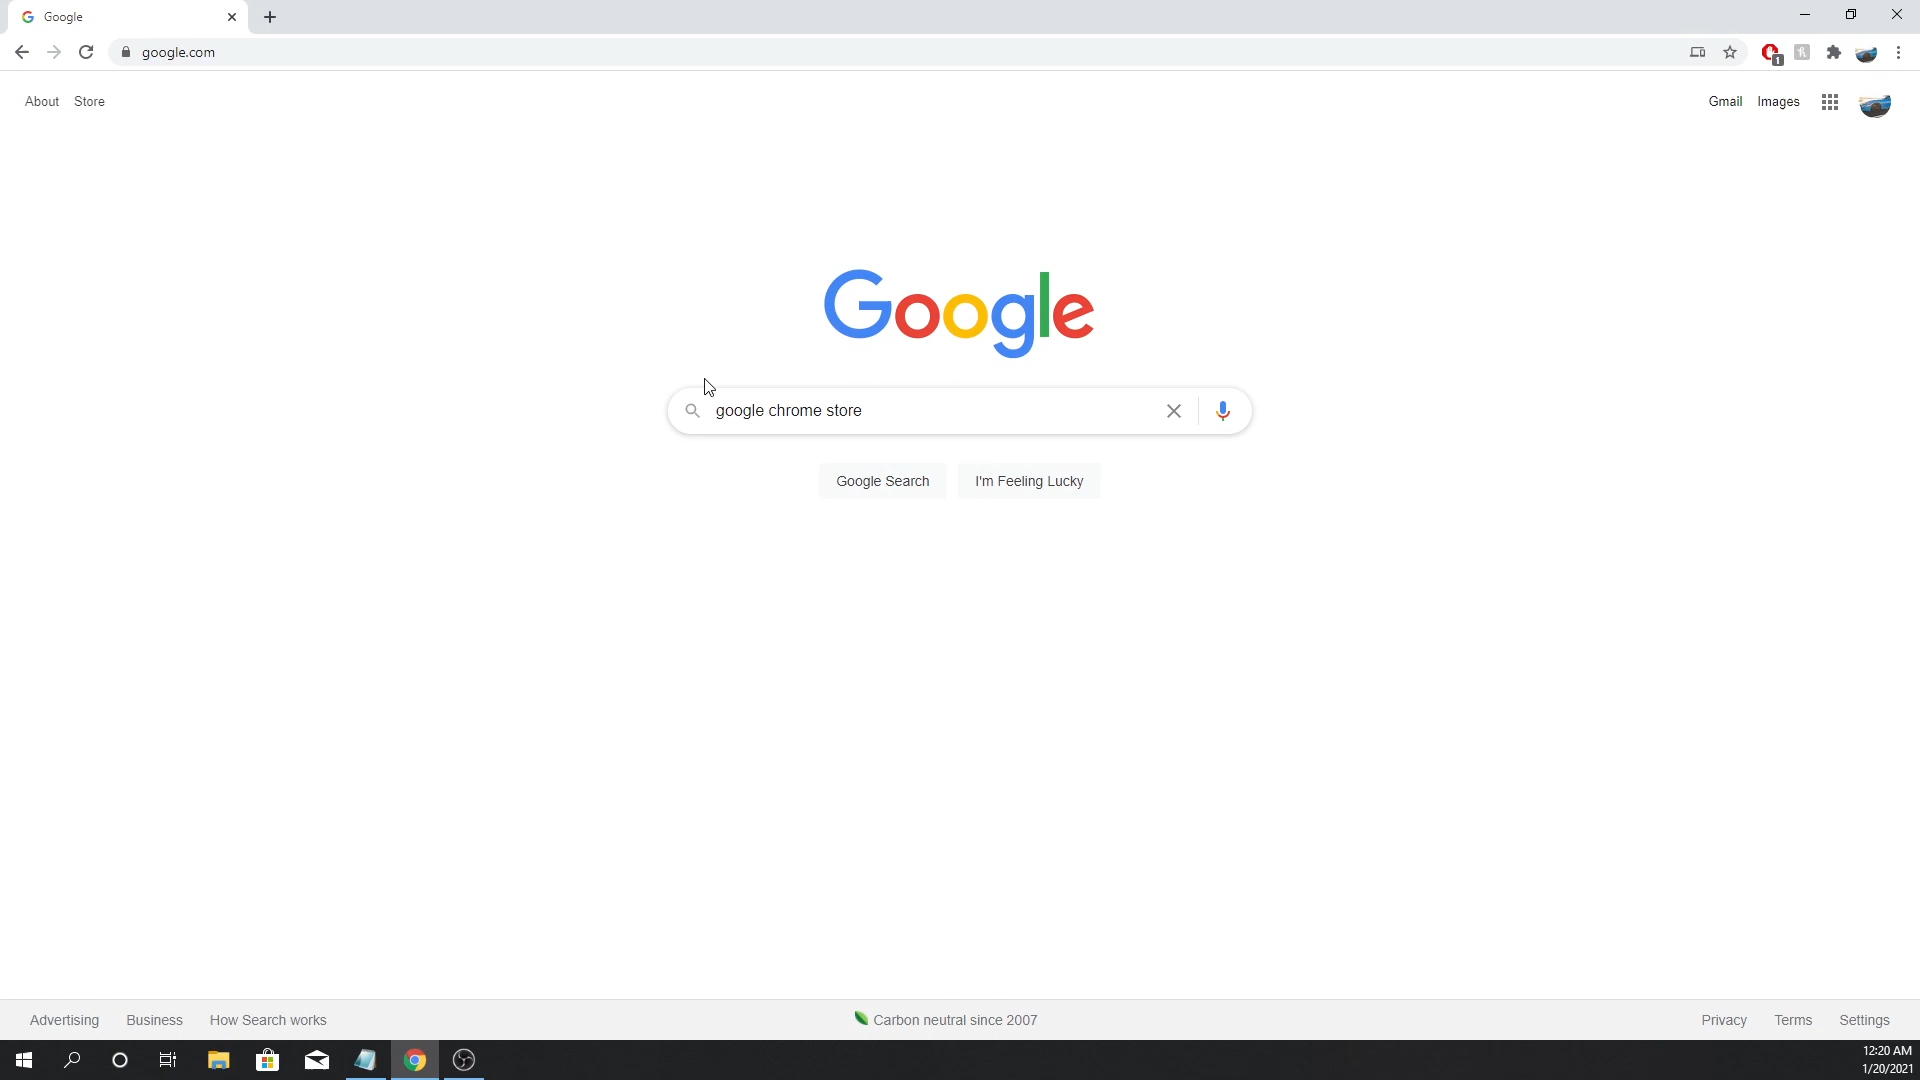 Google
google.com
1
About Store
Gmail Images
Google
google chrome store
Google Search I'm Feeling Lucky
Advertising Business How Search works
Carbon neutral since 2007
Privacy Terms Settings
12:20 AM
1/20/2021